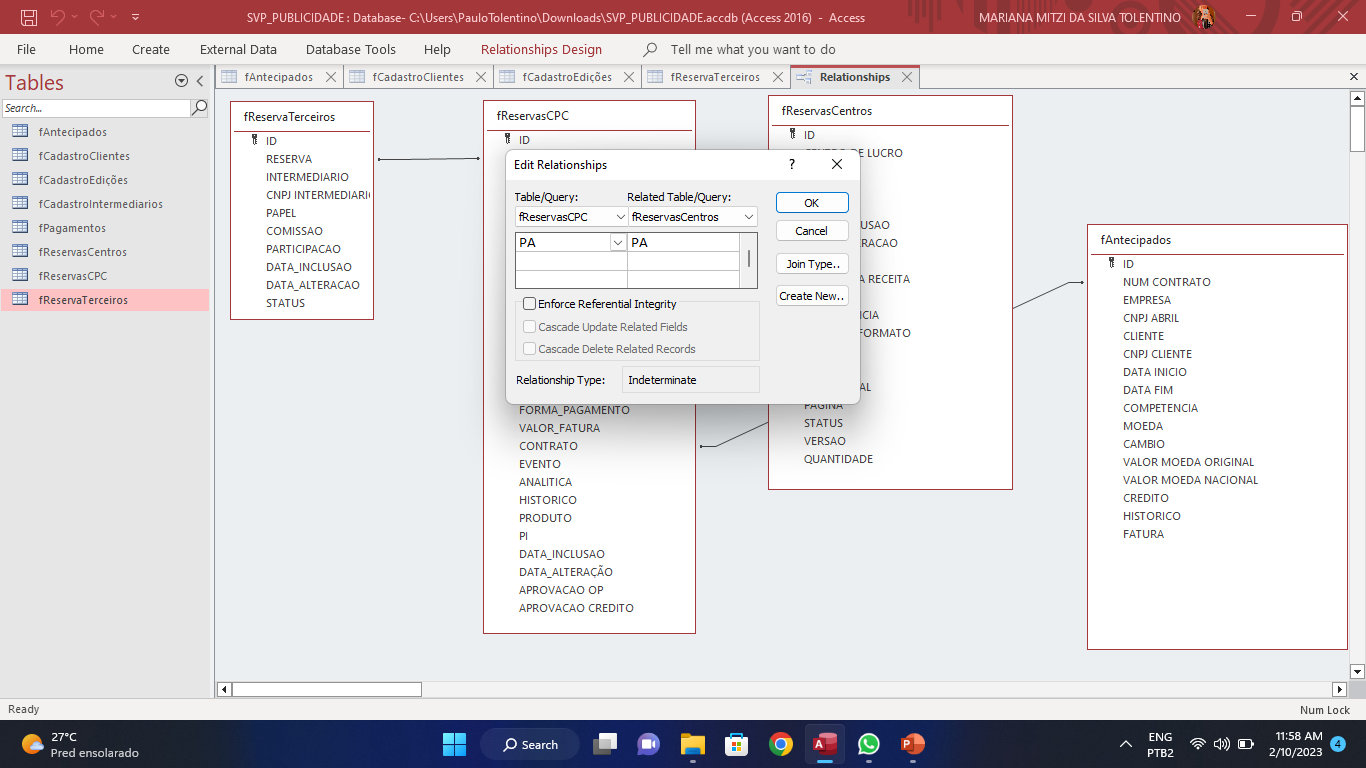 SVP_PUBLICIDADE : Database- C:\Users\PauloTolentino\Downloads\SVP_PUBLICIDADE.accdb (Access 2016) - Access
MARIANA MITZI DA SILVA TOLENTINO
File Home Create External Data Database Tools Help Relationships Design Tell me what you want to do
Tables
Search...
fAntecipados
fCadastroClientes
fCadastroEdições
fCadastroIntermediarios
fPagamentos
fReservasCentros
fReservasCPC
fReservaTerceiros
fAntecipados fCadastroClientes fCadastroEdições fReservaTerceiros Relationships
fReservaTerceiros
ID
RESERVA
INTERMEDIARIO
CNPJ INTERMEDIARI
PAPEL
COMISSAO
PARTICIPACAO
DATA_INCLUSAO
DATA_ALTERACAO
STATUS
fReservasCPC
ID
FORMA_PAGAMENTO
VALOR_FATURA
CONTRATO
EVENTO
ANALITICA
HISTORICO
PRODUTO
PI
DATA_INCLUSAO
DATA_ALTERAÇÃO
APROVACAO OP
APROVACAO CREDITO
Edit Relationships
?
Table/Query: Related Table/Query:
fReservasCPC fReservasCentros
PA PA
Enforce Referential Integrity
Cascade Update Related Fields
Cascade Delete Related Records
Relationship Type: Indeterminate
OK
Cancel
Join Type..
Create New..
fReservasCentros
ID
DE LUCRO
USAO
RACAO
A RECEITA
CIA
FORMATO
AL
PAGINA
STATUS
VERSAO
QUANTIDADE
fAntecipados
ID
NUM CONTRATO
EMPRESA
CNPJ ABRIL
CLIENTE
CNPJ CLIENTE
DATA INICIO
DATA FIM
COMPETENCIA
MOEDA
CAMBIO
VALOR MOEDA ORIGINAL
VALOR MOEDA NACIONAL
CREDITO
HISTORICO
FATURA
Ready
Num Lock
27°C
Pred ensolarado
Search
ENG
PTB2
11:58 AM
2/10/2023
4